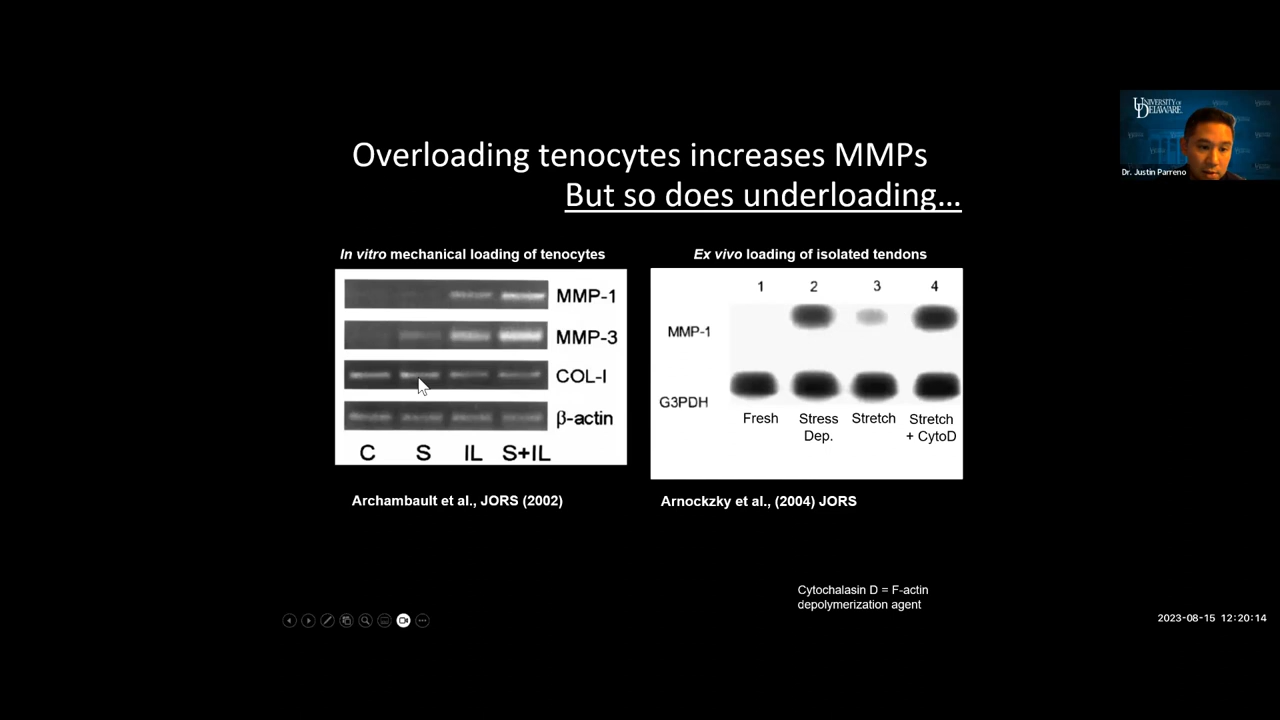 Overloading tenocytes increases MMPs
But so does underloading...
In vitro mechanical loading of tenocytes
MMP-1
MMP-3
COL-I
β-actin
C S IL S+IL
Archambault et al., JORS (2002)
Ex vivo loading of isolated tendons
1 2 3 4
MMP-1
G3PDH
Fresh Stress Stretch Stretch
Dep. + CytoD
Arnockzky et al., (2004) JORS
Cytochalasin D = F-actin
depolymerization agent
UNIVERSITY OF
DELAWARE
Dr. Justin Parreno
2023-08-15 12:20:14